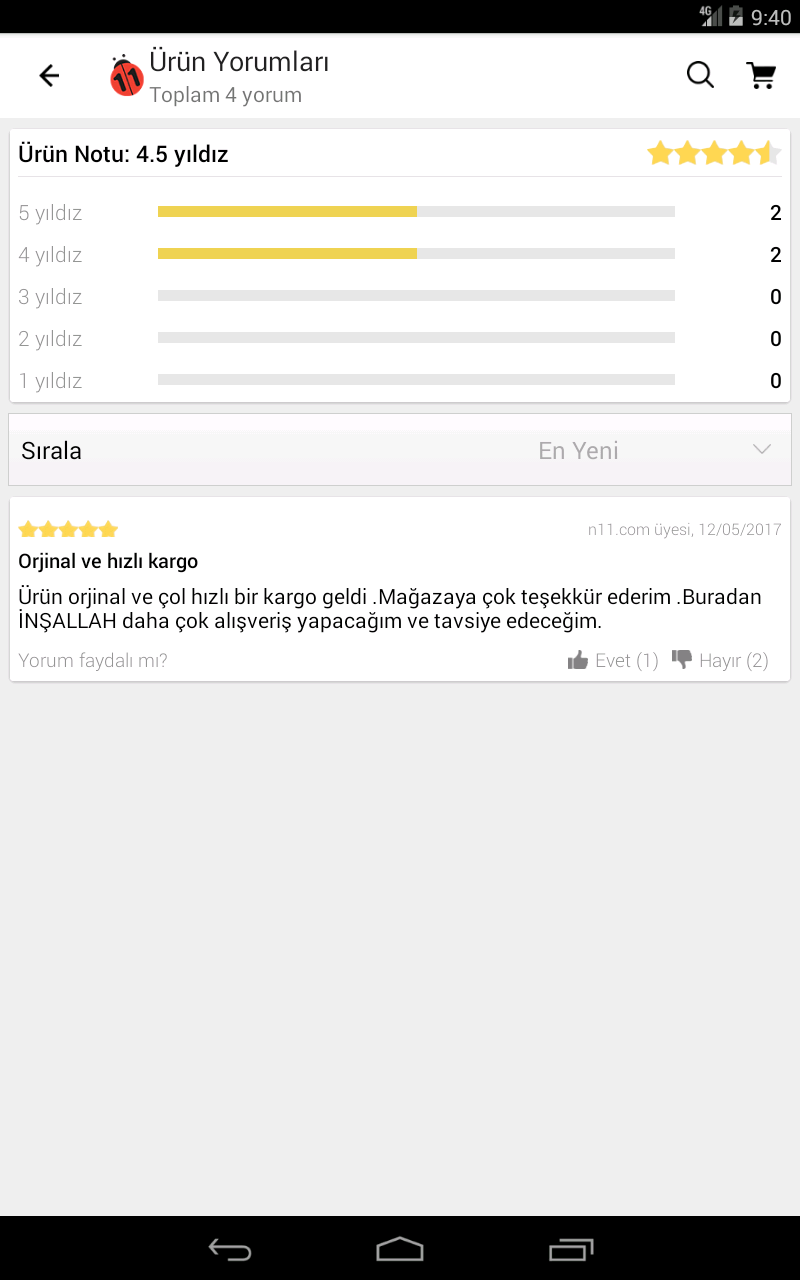 4G 9:40
11
Ürün Yorumları
Toplam 4 yorum
Ürün Notu: 4.5 yıldız
5 yıldız 2
4 yıldız 2
3 yıldız 0
2 yıldız 0
1 yıldız 0
Sırala En Yeni
n11.com üyesi, 12/05/2017
Orjinal ve hızlı kargo
Ürün orjinal ve çol hızlı bir kargo geldi .Mağazaya çok teşekkür ederim .Buradan
İNŞALLAH daha çok alışveriş yapacağım ve tavsiye edeceğim.
Yorum faydalı mı? Evet (1) Hayır (2)